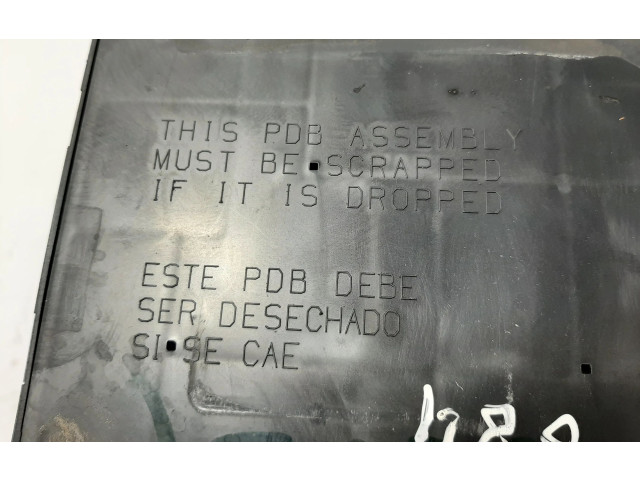 THIS PDB ASSEMBLY
MUST BE SCRAPPED
IF IT IS DROPPED
ESTE PDB DEBE
SER DESECHADO
SI SE CAE